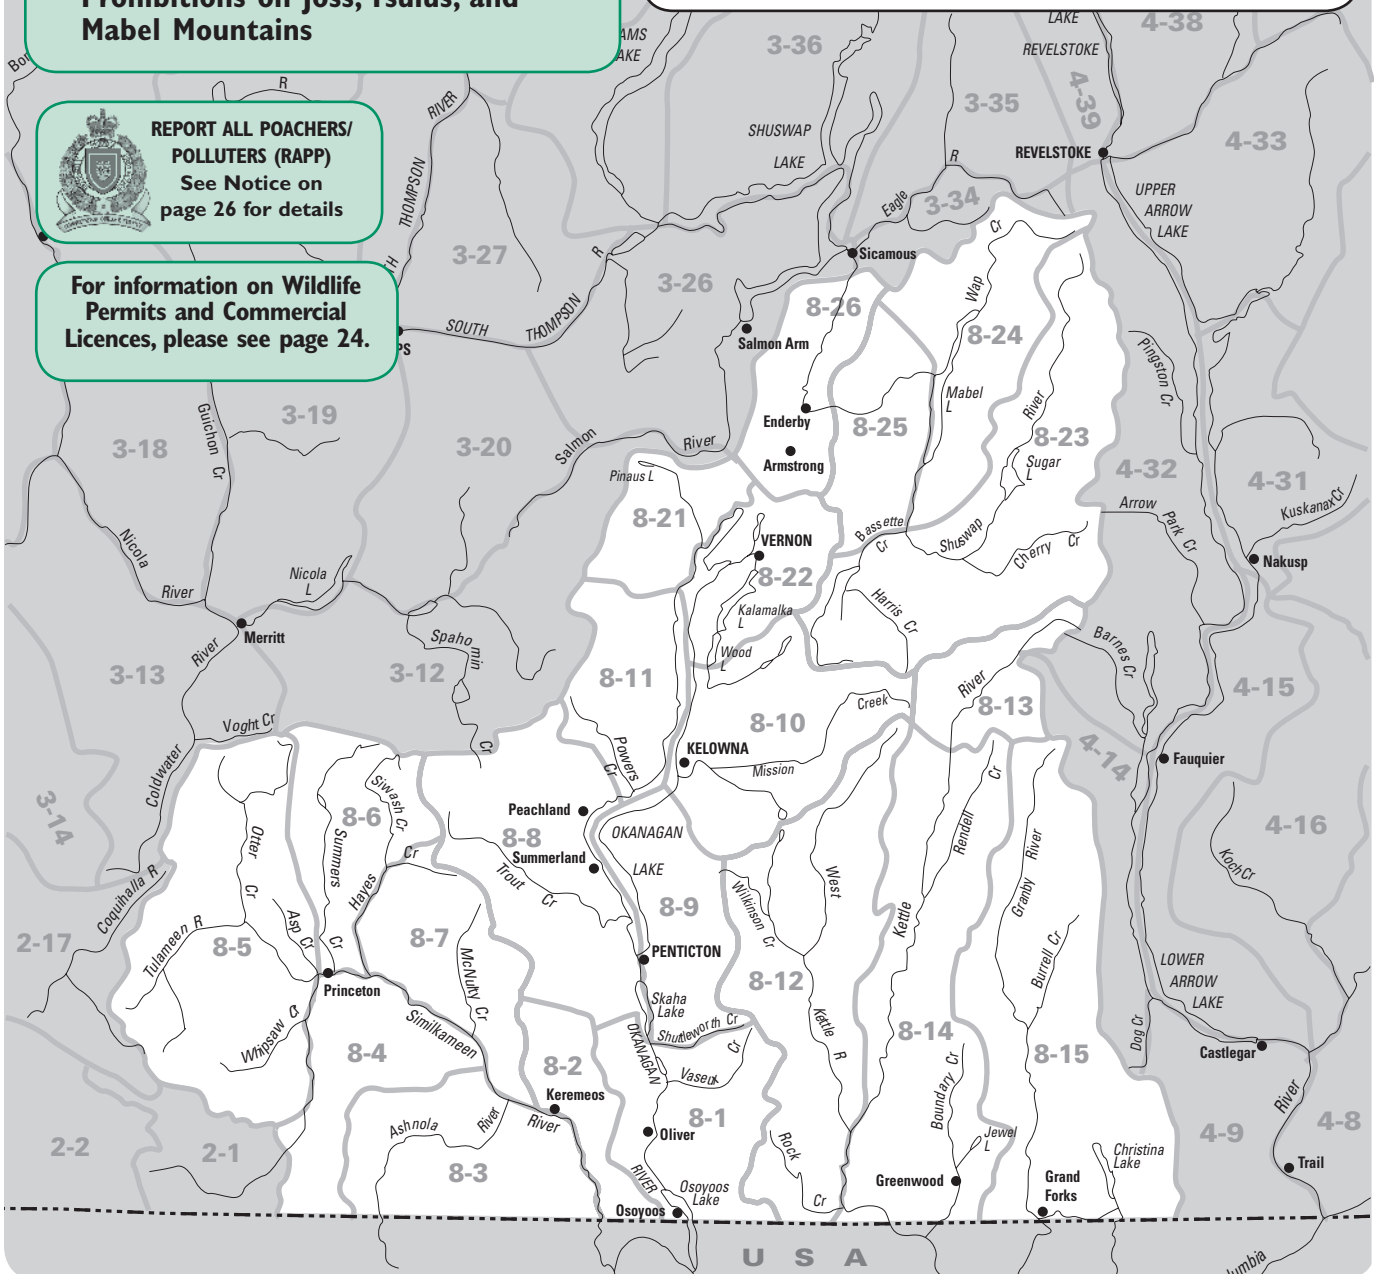 Prohibitions on Joss, Tsuius, and
Mabel Mountains
REPORT ALL POACHERS/
POLLUTERS (RAPP)
See Notice on
page 26 for details
For information on Wildlife
Permits and Commercial
Licences, please see page 24.
LAKE
REVELSTOKE
4-38
3-36
4-39
3-35
4-33
R
RIVER
THOMPSON
SHUSWAP
LAKE
REVELSTOKE
R
UPPER
ARROW
LAKE
Eagle
3-34
Cr
Sicamous
3-27
R
3-26
Wap
8-26
SOUTH
THOMPSON
Salmon Arm
8-24
Pingston Cr
Mabel
L
River
3-19
Guichon Cr
3-18
3-20
Salmon
River
Enderby
8-25
8-23
Armstrong
Sugar
L
4-32
4-31
Pinaus L
8-21
Arrow
Park Cr
Kuskanax Cr
Bassette
Cr
Shuswap
Cherry Cr
VERNON
8-22
Nakusp
Nicola
River
Nicola
L
Kalamalka
L
Harris Cr
Merritt
Spahomin
Cr
Wood
L
Barnes Cr
River
3-13
3-12
8-11
River
8-13
4-15
Creek
8-10
Voght Cr
Coldwater
Powers
Cr
KELOWNA
Mission
4-14
Fauquier
3-14
Siwash Cr
8-6
Peachland
OKANAGAN
LAKE
8-8
Summerland
Trout
Cr
Otter
Cr
Summers
Cr
Cr
Hayes
Rendell
Cr
Granby
River
4-16
Koch Cr
Coquihalla R
2-17
Tulameen R
8-5
Asp Cr
8-7
McNulty Cr
8-9
Wilkinson Cr
West
Kettle
PENTICTON
8-12
Burrell Cr
LOWER
ARROW
LAKE
Princeton
Similkameen
Skaha
Lake
Shuttleworth Cr
Kettle R
8-14
Dog Cr
Whipsaw Cr
8-4
8-2
OKANAGAN
Vaseux
Cr
8-15
Castlegar
Keremeos
River
Boundary Cr
River
Ashnola
River
8-3
Oliver
8-1
Rock
Cr
Jewel
L
Christina
Lake
2-2
2-1
4-9
4-8
Trail
RIVER
Osoyoos
Lake
Osoyoos
Greenwood
Grand
Forks
U S A